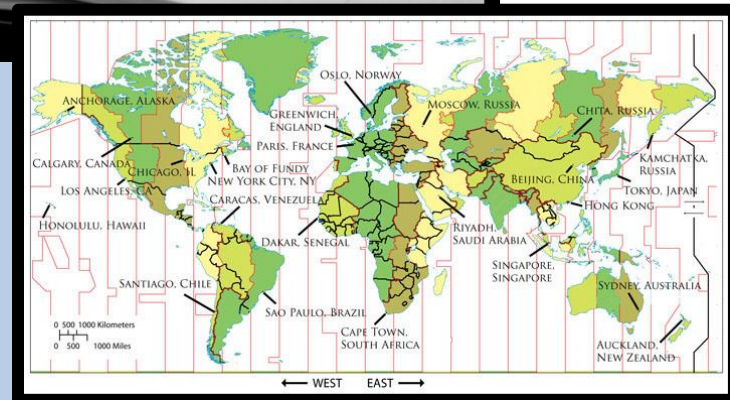 OSLO, NORWAY
ANCHORAGE, ALASKA
MOSCOW, RUSSIA
CHITA, RUSSIA
GREENWICH,
ENGLAND
PARIS, FRANCE
CALGARY, CANADA
CHICAGO, IL
BAY OF FUNDY
NEW YORK CITY, NY
KAMCHATKA,
RUSSIA
BEIJING, CHINA
LOS ANGELES, CA
TOKYO, JAPAN
CARACAS, VENEZUELA
HONG KONG
HONOLULU, HAWAII
DAKAR, SENEGAL
RIYADH,
SAUDI ARABIA
SINGAPORE,
SINGAPORE
SANTIAGO, CHILE
SYDNEY, AUSTRALIA
SAO PAULO, BRAZIL
CAPE TOWN,
SOUTH AFRICA
0 500 1000 Kilometers
0 500 1000 Miles
AUCKLAND,
NEW ZEALAND
WEST EAST